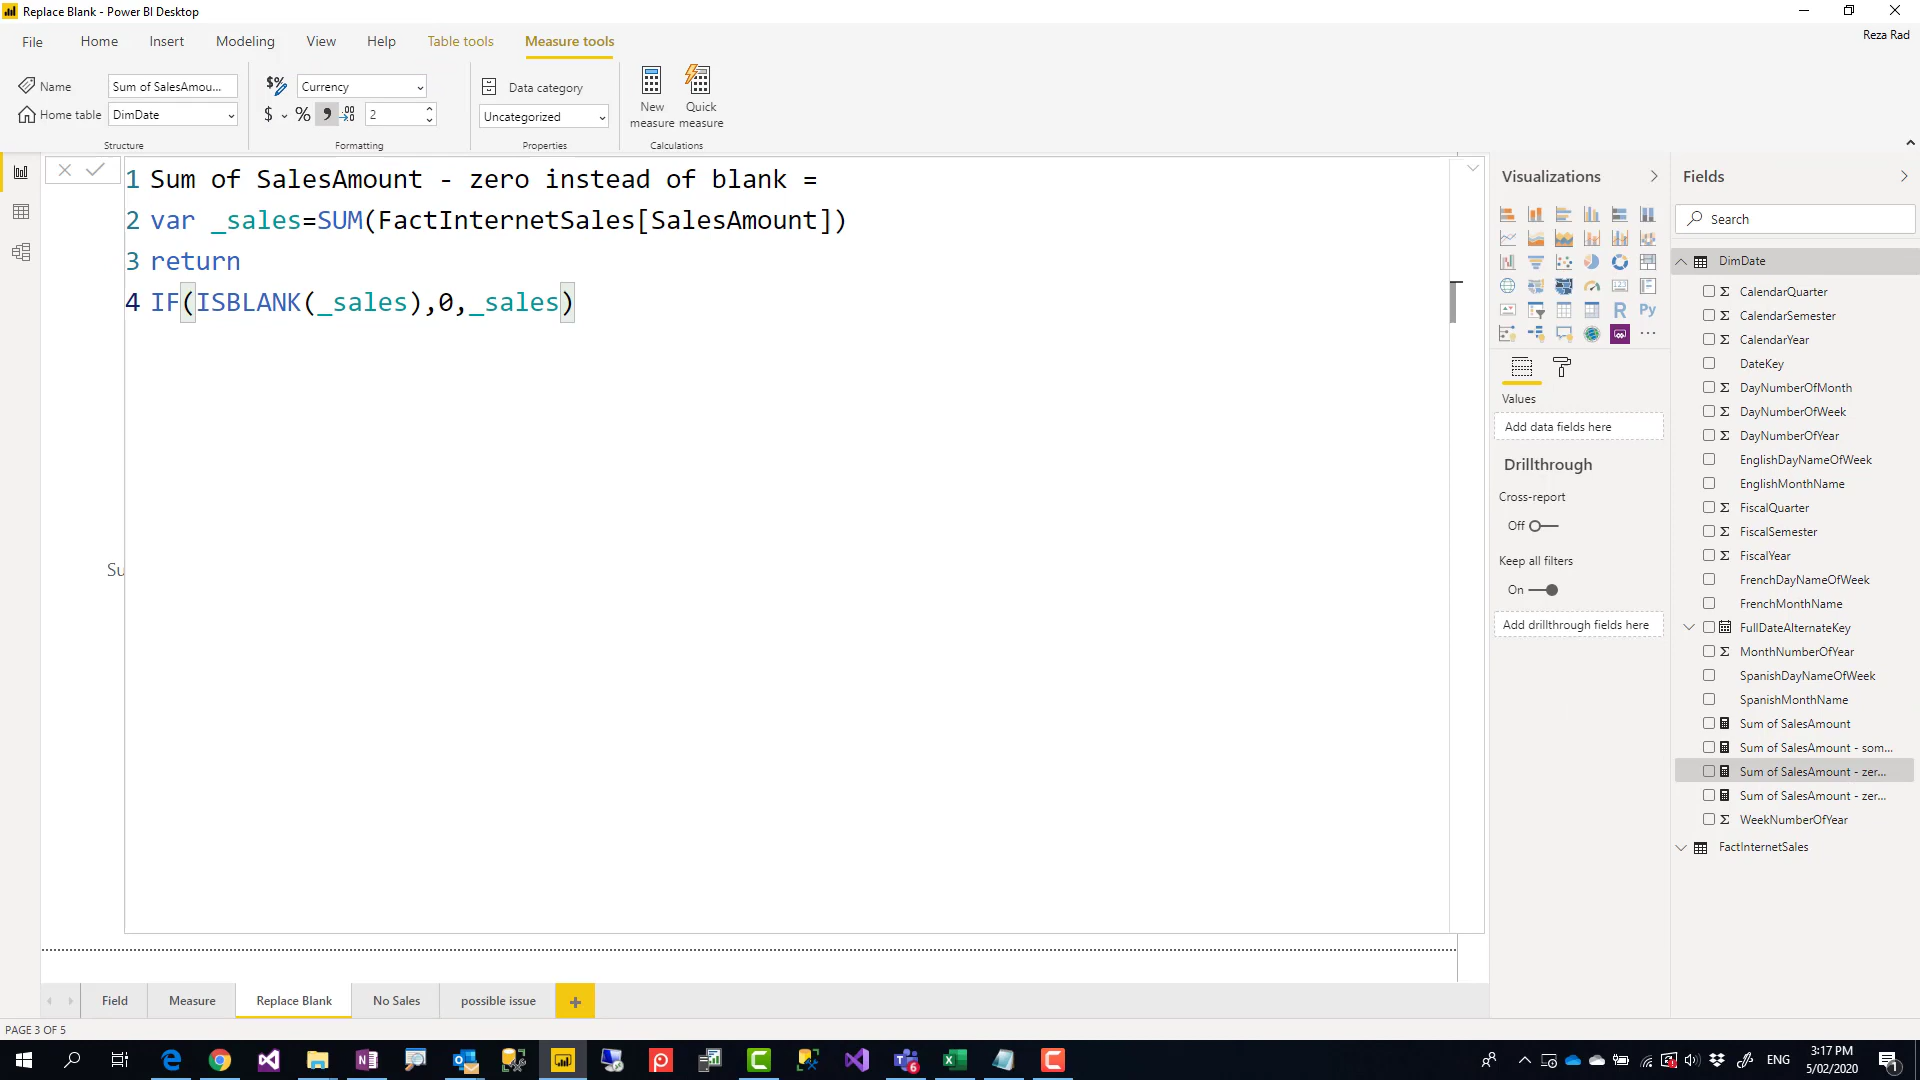 Replace Blank - Power BI Desktop
Reza Rad
File Home Insert Modeling View Help Table tools Measure tools
Name Sum of SalesAmou...
Home table DimDate
Structure
$% Currency
$ % 9 .00 2
Formatting
Data category
Uncategorized
Properties
New measure
Quick measure
Calculations
1 Sum of SalesAmount - zero instead of blank =
2 var _sales=SUM(FactInternetSales[SalesAmount])
3 return
4 IF(ISBLANK(_sales),0,_sales)
Su
Visualizations
R Py
Values
Add data fields here
Drillthrough
Cross-report
Off
Keep all filters
On
Add drillthrough fields here
Fields
Search
DimDate
CalendarQuarter
CalendarSemester
CalendarYear
DateKey
DayNumberOfMonth
DayNumberOfWeek
DayNumberOfYear
EnglishDayNameOfWeek
EnglishMonthName
FiscalQuarter
FiscalSemester
FiscalYear
FrenchDayNameOfWeek
FrenchMonthName
FullDateAlternateKey
MonthNumberOfYear
SpanishDayNameOfWeek
SpanishMonthName
Sum of SalesAmount
Sum of SalesAmount - som...
Sum of SalesAmount - zer...
Sum of SalesAmount - zer...
WeekNumberOfYear
FactInternetSales
Field Measure Replace Blank No Sales possible issue +
PAGE 3 OF 5
ENG
3:17 PM
5/02/2020